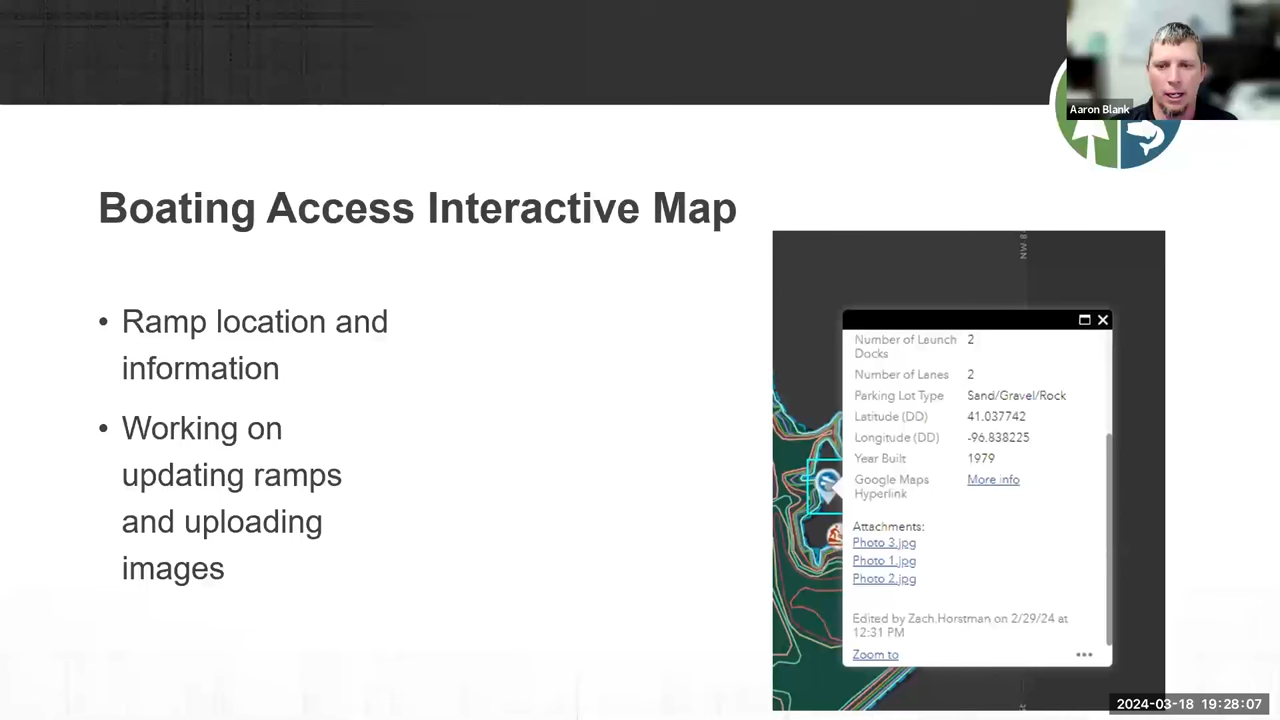 Aaron Blank
Boating Access Interactive Map
• Ramp location and
information
• Working on
updating ramps
and uploading
images
NW
Number of Launch 2
Docks
Number of Lanes 2
Parking Lot Type Sand/Gravel/Rock
Latitude (DD) 41.037742
Longitude (DD) -96.838225
Year Built 1979
Google Maps More info
Hyperlink
Attachments:
Photo 3.jpg
Photo 1.jpg
Photo 2.jpg
Edited by Zach.Horstman on 2/29/24 at
12:31 PM
Zoom to
2024-03-18 19:28:07